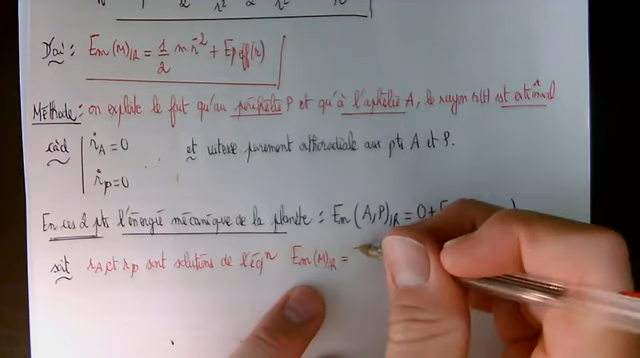 D'où : Em(M)/R = 1/2 m ṙ² + Ep eff(r)
Méthode : on exploite le fait qu'au périhélie P et qu'à l'aphélie A, le rayon r(t) est extrémal
càd ṙA = 0 et vitesse purement orthoradiale aux pts A et P.
ṙP = 0
En ces 2 pts l'énergie mécanique de la planète : Em(A,P)/R = 0 +
soit rA et rP sont solutions de l'éqn Em(M)/R =